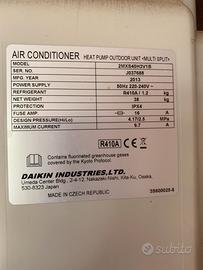 AIR CONDITIONER HEAT PUMP OUTDOOR UNIT <MULTI SPLIT>
MODEL 2MXS40H3V1B
SERIAL NO. J037688
MFG. YEAR 2013
POWER SUPPLY 50Hz 220-240V~
REFRIGERANT R410A / 1.2 kg
NET WEIGHT 38 kg
PROOFING IPX4
FUSE AMP. 16 A
DESIGN PRESSURE(Hi/Lo) 4.17/2.5 MPa
MAXIMUM CURRENT 9.7 A
R410A
Contains fluorinated greenhouse gases
covered by the Kyoto Protocol.
DAIKIN INDUSTRIES LTD.
Umeda Center Bldg., 2-4-12, Nakazaki-Nishi, Kita-ku, Osaka,
530-8323 Japan
MADE IN CZECH REPUBLIC
subito